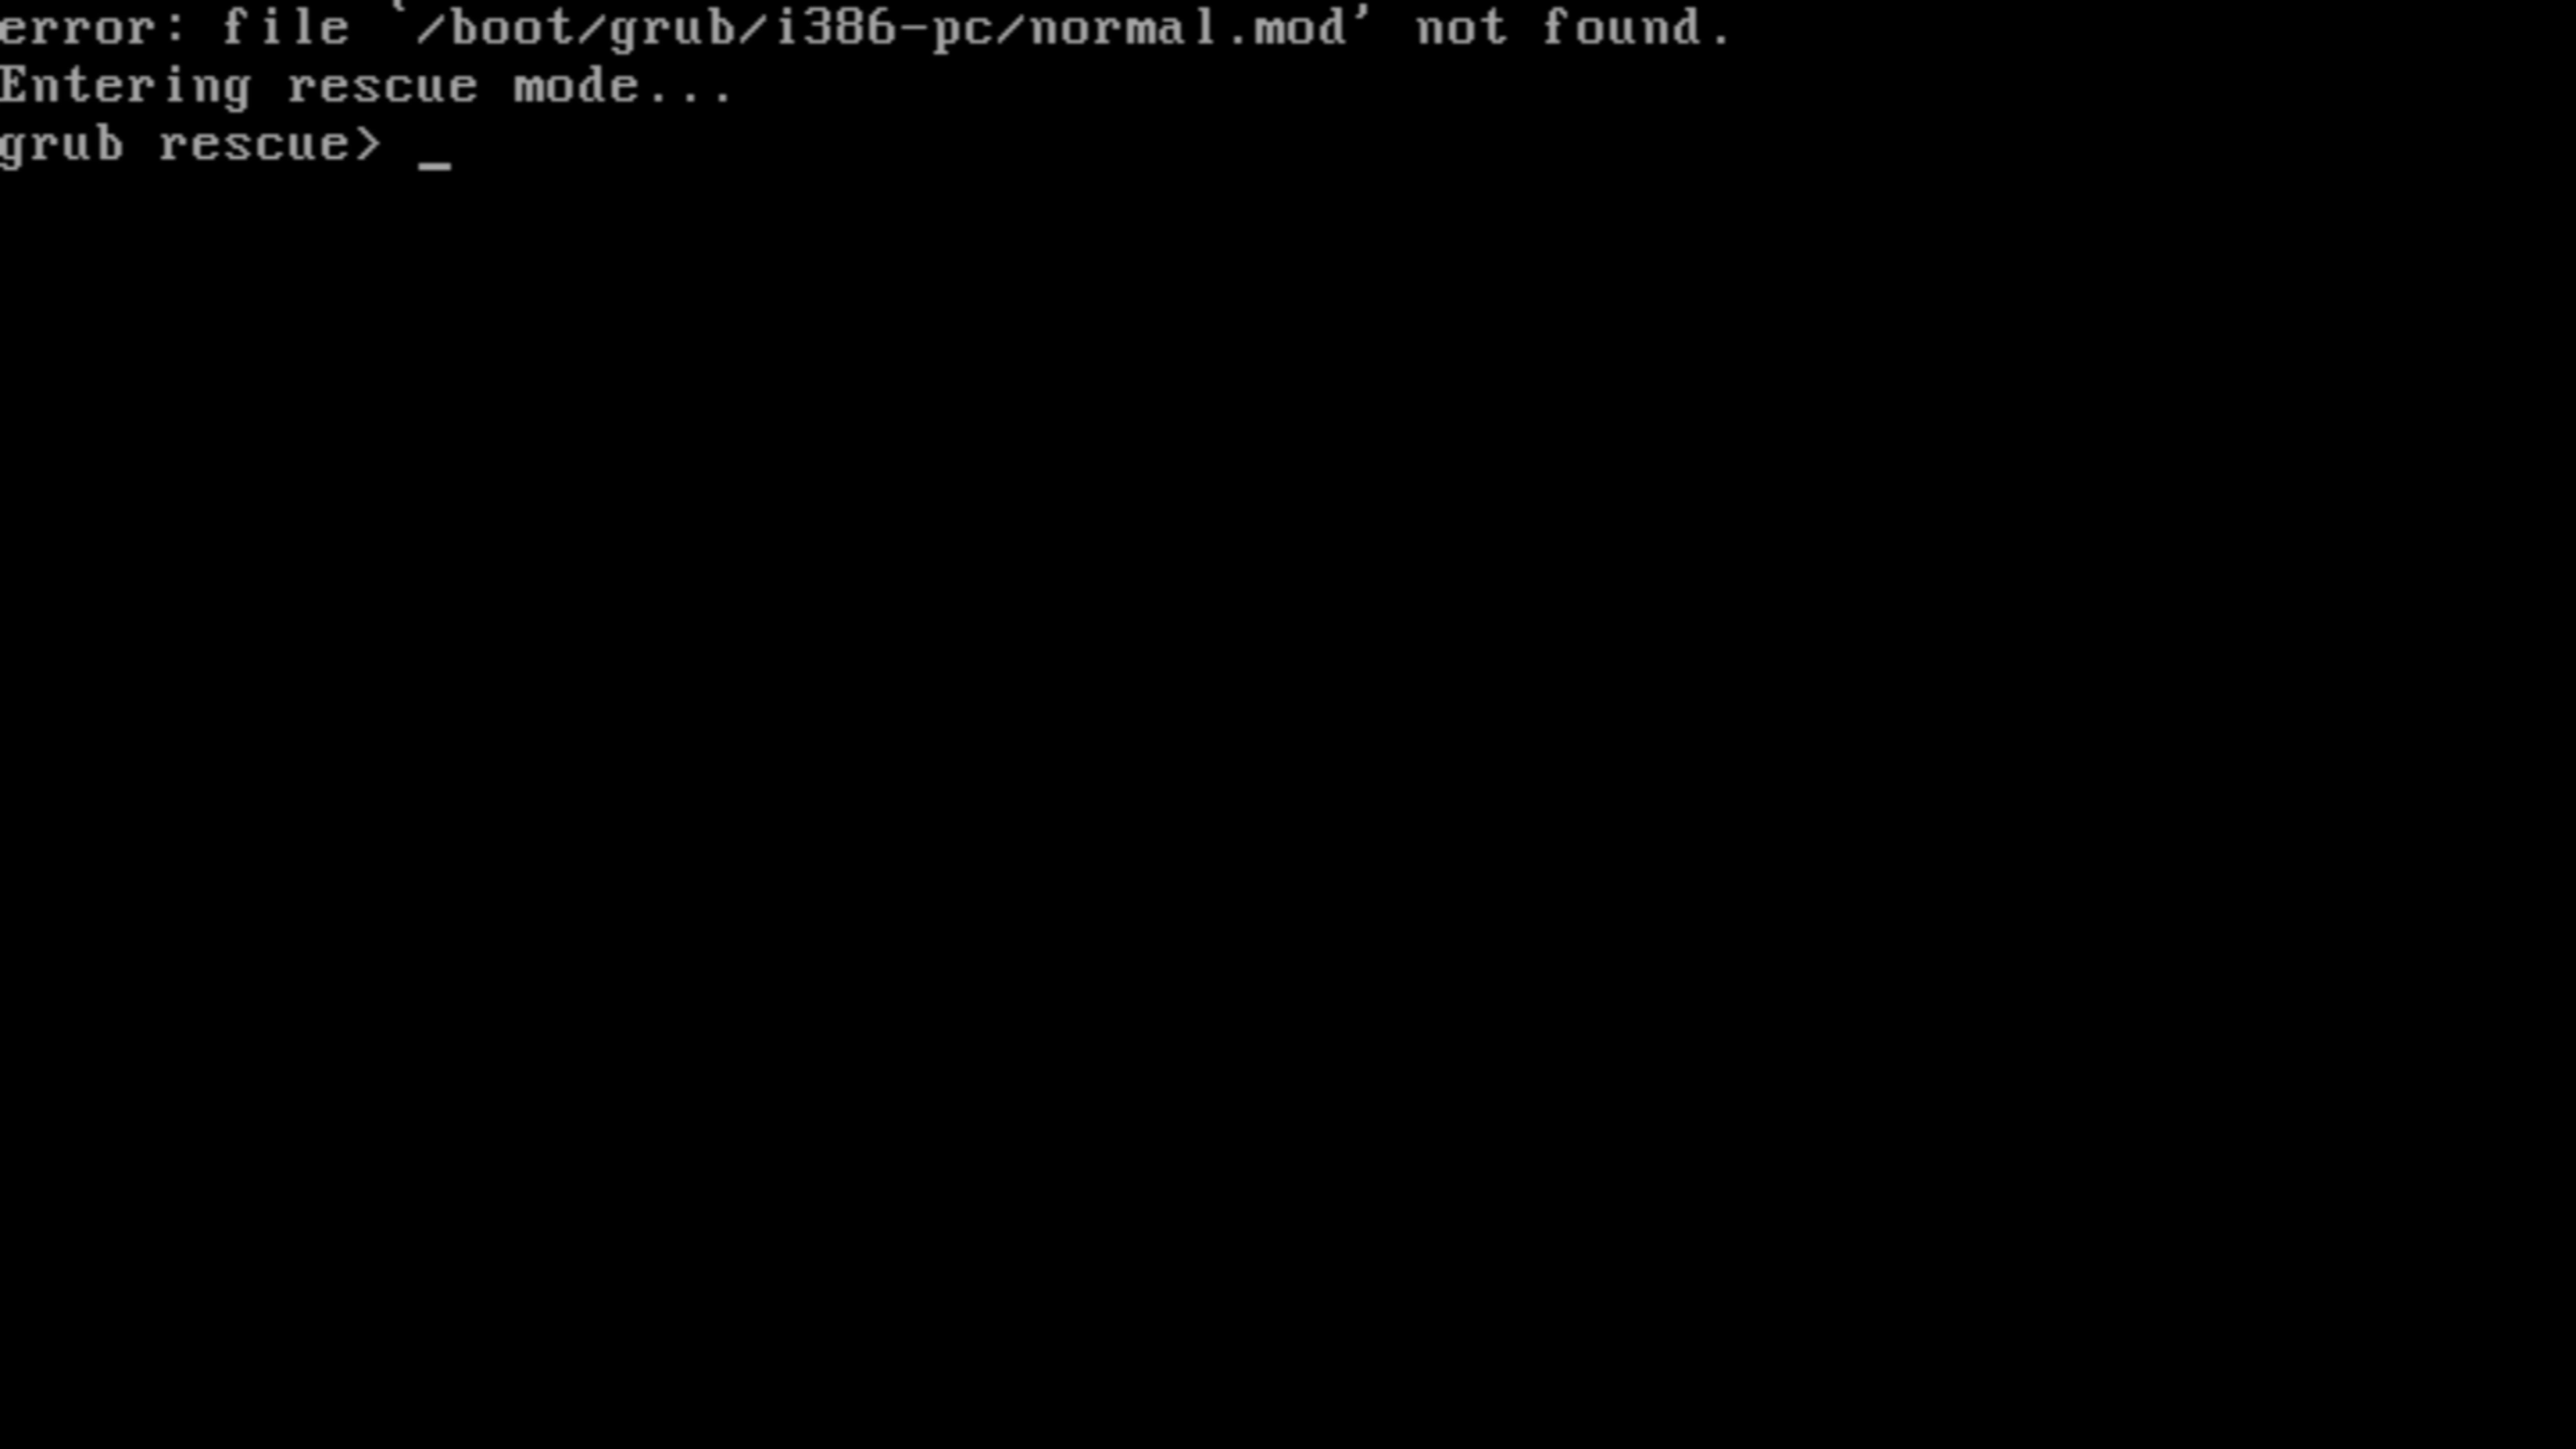 error: file `/boot/grub/i386-pc/normal.mod' not found.
Entering rescue mode...
grub rescue> _